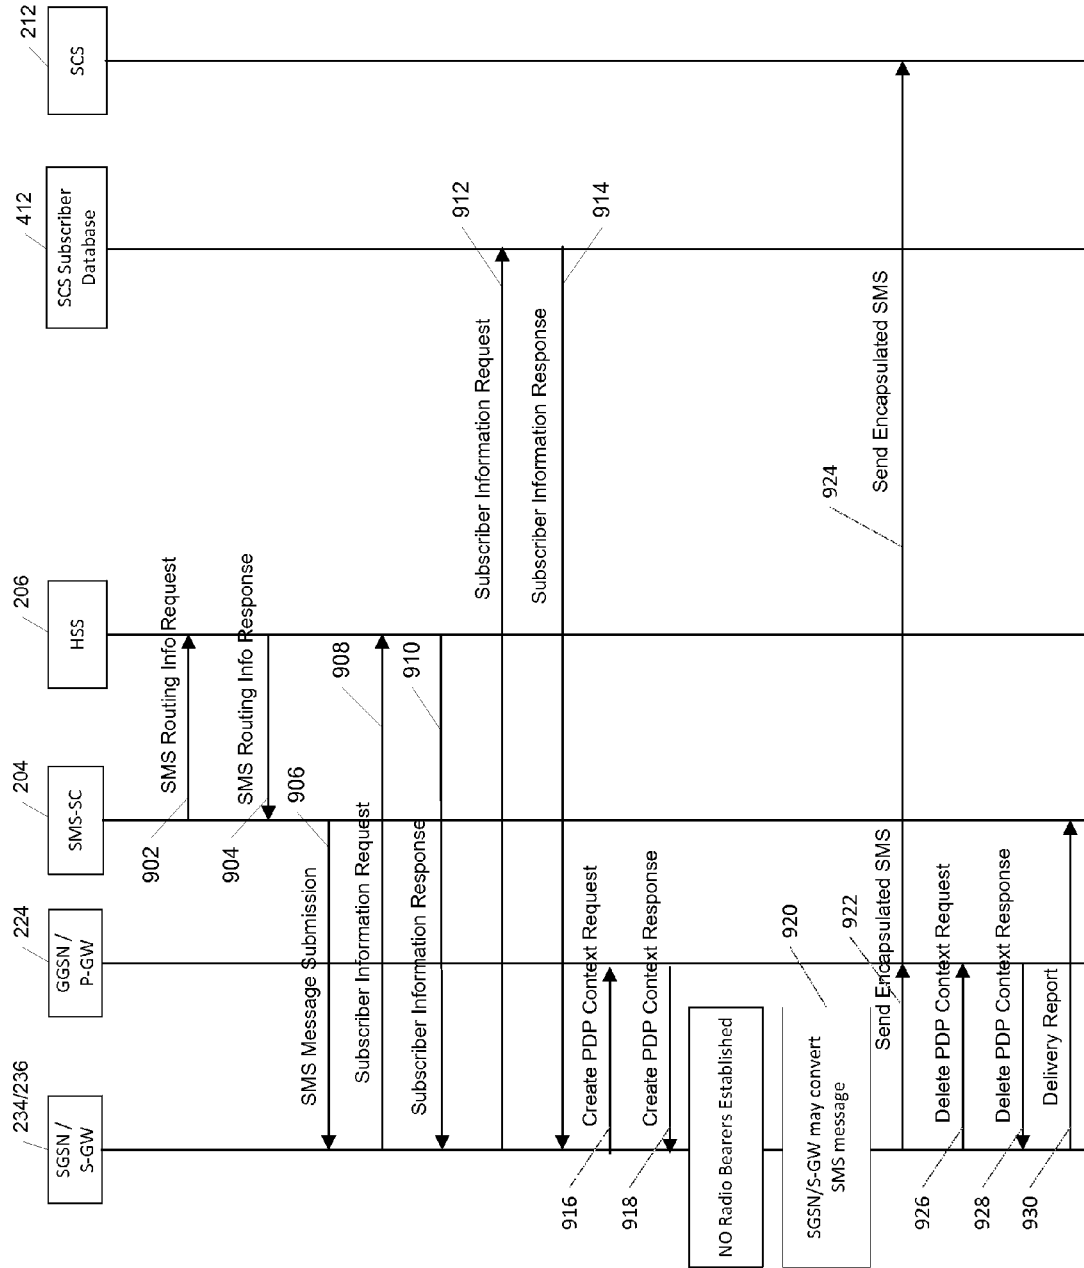 234/236
224
204
206
412
212
SGSN /
S-GW
GGSN /
P-GW
SMS-SC
HSS
SCS Subscriber
Database
SCS
SMS Routing Info Request
902
SMS Routing Info Response
904
906
SMS Message Submission
908
Subscriber Information Request
910
Subscriber Information Response
912
Subscriber Information Request
914
Subscriber Information Response
Create PDP Context Request
916
Create PDP Context Response
918
NO Radio Bearers Established
920
SGSN/S-GW may convert
SMS message
922
Send Encapsulated SMS
924
Send Encapsulated SMS
Delete PDP Context Request
926
Delete PDP Context Response
928
Delivery Report
930